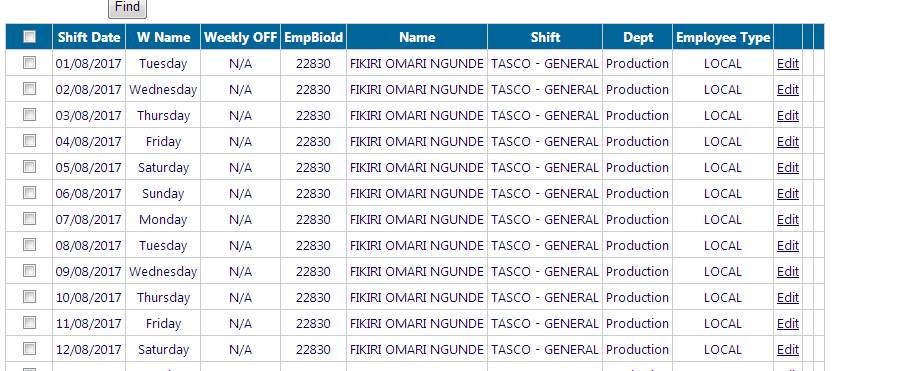 Find
Shift Date W Name Weekly OFF EmpBioId Name Shift Dept Employee Type
01/08/2017 Tuesday N/A 22830 FIKIRI OMARI NGUNDE TASCO - GENERAL Production LOCAL Edit
02/08/2017 Wednesday N/A 22830 FIKIRI OMARI NGUNDE TASCO - GENERAL Production LOCAL Edit
03/08/2017 Thursday N/A 22830 FIKIRI OMARI NGUNDE TASCO - GENERAL Production LOCAL Edit
04/08/2017 Friday N/A 22830 FIKIRI OMARI NGUNDE TASCO - GENERAL Production LOCAL Edit
05/08/2017 Saturday N/A 22830 FIKIRI OMARI NGUNDE TASCO - GENERAL Production LOCAL Edit
06/08/2017 Sunday N/A 22830 FIKIRI OMARI NGUNDE TASCO - GENERAL Production LOCAL Edit
07/08/2017 Monday N/A 22830 FIKIRI OMARI NGUNDE TASCO - GENERAL Production LOCAL Edit
08/08/2017 Tuesday N/A 22830 FIKIRI OMARI NGUNDE TASCO - GENERAL Production LOCAL Edit
09/08/2017 Wednesday N/A 22830 FIKIRI OMARI NGUNDE TASCO - GENERAL Production LOCAL Edit
10/08/2017 Thursday N/A 22830 FIKIRI OMARI NGUNDE TASCO - GENERAL Production LOCAL Edit
11/08/2017 Friday N/A 22830 FIKIRI OMARI NGUNDE TASCO - GENERAL Production LOCAL Edit
12/08/2017 Saturday N/A 22830 FIKIRI OMARI NGUNDE TASCO - GENERAL Production LOCAL Edit